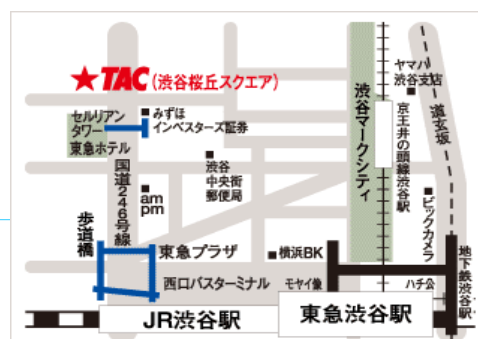 ★TAC(渋谷桜丘スクエア)
セルリアン
タワー
東急ホテル
みずほ
インベスターズ証券
国道246号線
am
pm
渋谷
中央街
郵便局
渋谷マークシティ
ヤマハ
渋谷支店
京王井の頭線渋谷駅
道玄坂
ビックカメラ
歩道橋
東急プラザ
横浜BK
西口バスターミナル
モヤイ像
ハチ公
地下鉄渋谷駅
JR渋谷駅
東急渋谷駅